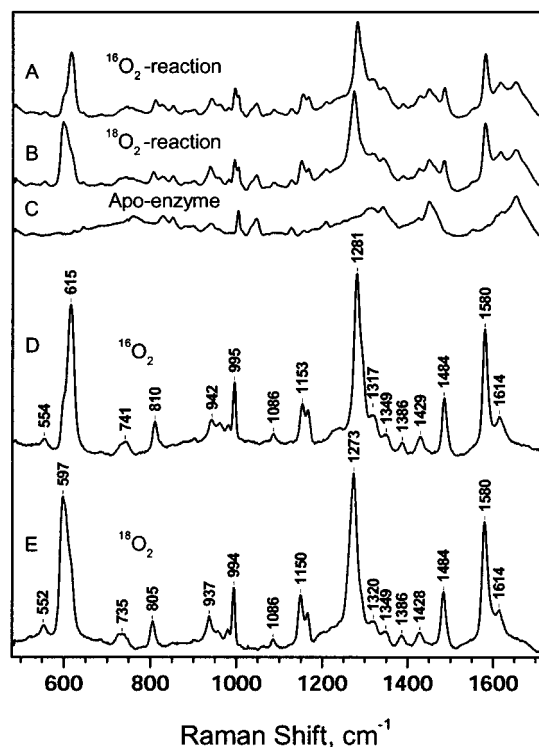 A
¹⁶O₂-reaction
B
¹⁸O₂-reaction
C
Apo-enzyme
D
¹⁶O₂
554
615
741
810
942
995
1086
1153
1281
1317
1349
1386
1429
1484
1580
1614
E
¹⁸O₂
552
597
735
805
937
994
1086
1150
1273
1320
1349
1386
1428
1484
1580
1614
600 800 1000 1200 1400 1600
Raman Shift, cm⁻¹